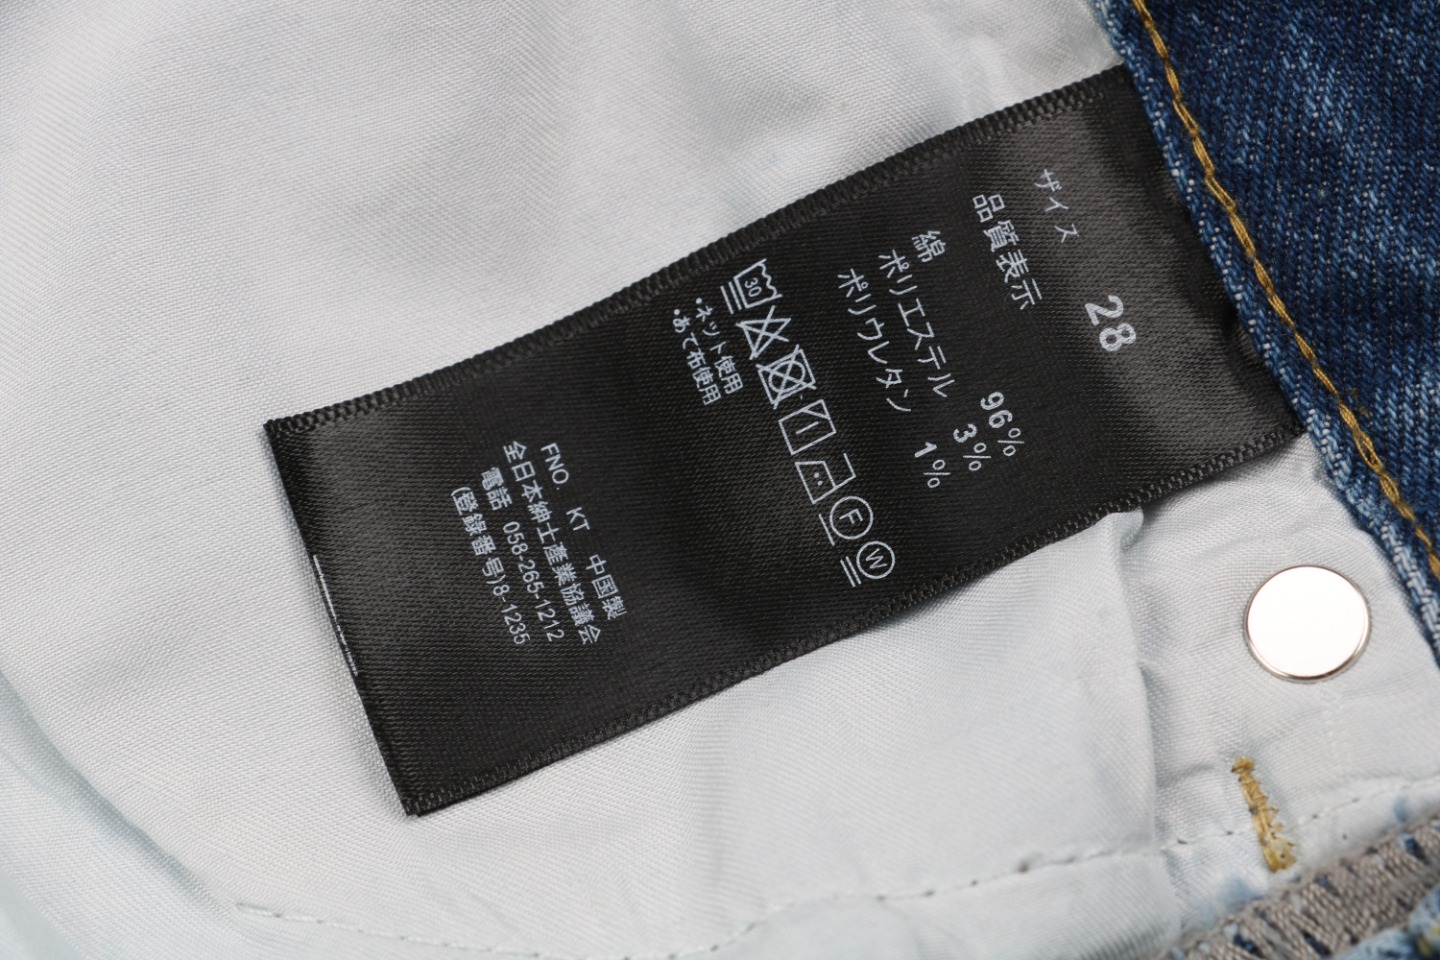 ザイス 28
品質表示
綿 96%
ポリエステル 3%
ポリウレタン 1%
30 F W
・ネット使用
・あて布使用
FNO. KT 中国製
全日本紳士産業協議会
電話 058-265-1212
(登録番号)8-1235